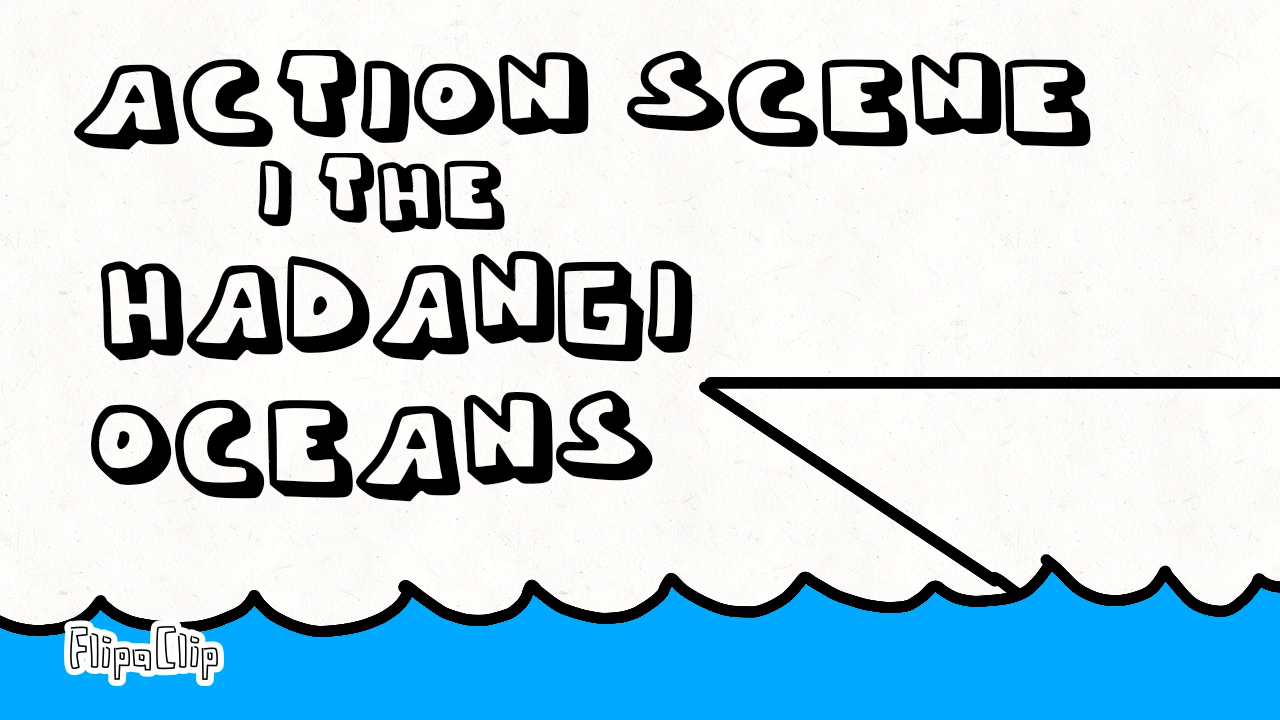 ACTION SCENE
I THE
HADANGI
OCEANS
FlipaClip